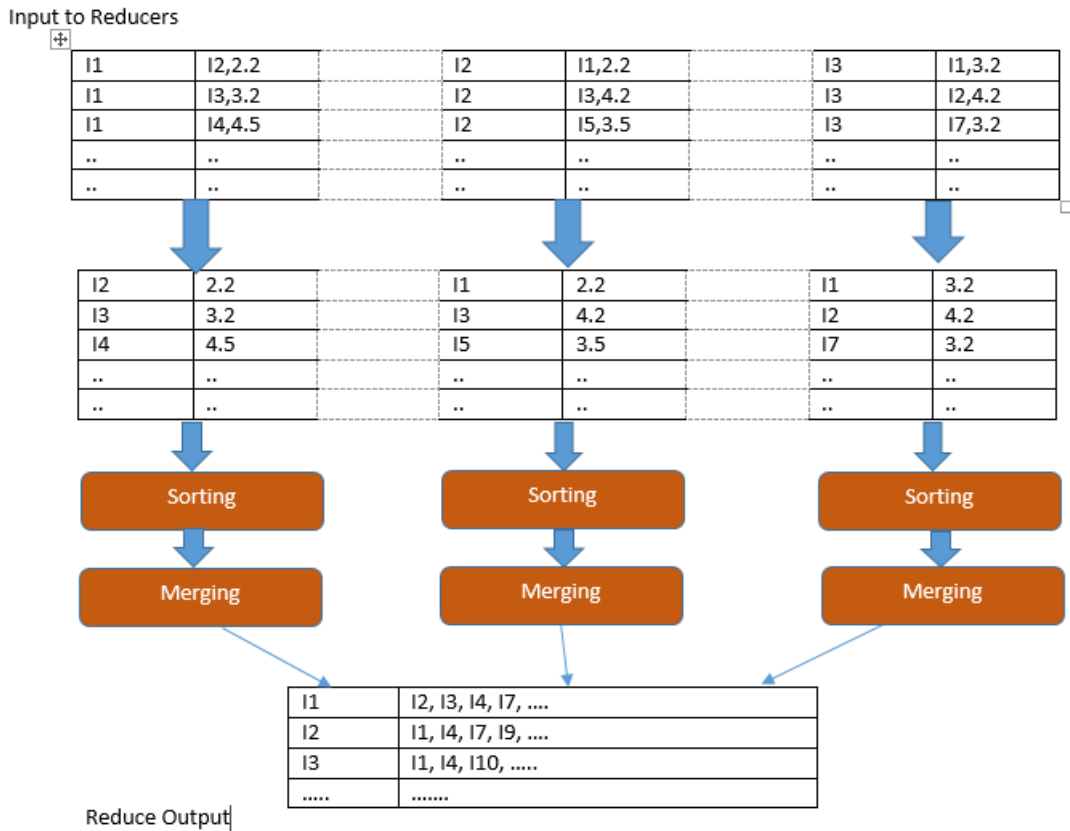 Input to Reducers
I1 I2,2.2 I2 I1,2.2 I3 I1,3.2
I1 I3,3.2 I2 I3,4.2 I3 I2,4.2
I1 I4,4.5 I2 I5,3.5 I3 I7,3.2
.. .. .. .. .. ..
.. .. .. .. .. ..
I2 2.2 I1 2.2 I1 3.2
I3 3.2 I3 4.2 I2 4.2
I4 4.5 I5 3.5 I7 3.2
.. .. .. .. .. ..
.. .. .. .. .. ..
Sorting Sorting Sorting
Merging Merging Merging
I1 I2, I3, I4, I7, ....
I2 I1, I4, I7, I9, ....
I3 I1, I4, I10, .....
..... .......
Reduce Output